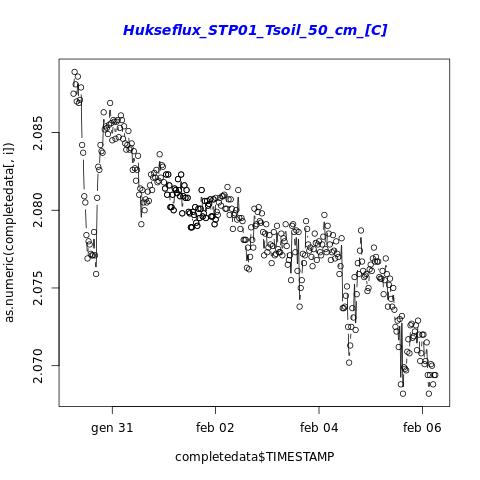 Hukseflux_STP01_Tsoil_50_cm_[C]
as.numeric(completedata[, i])
2.085
2.080
2.075
2.070
gen 31
feb 02
feb 04
feb 06
completedata$TIMESTAMP